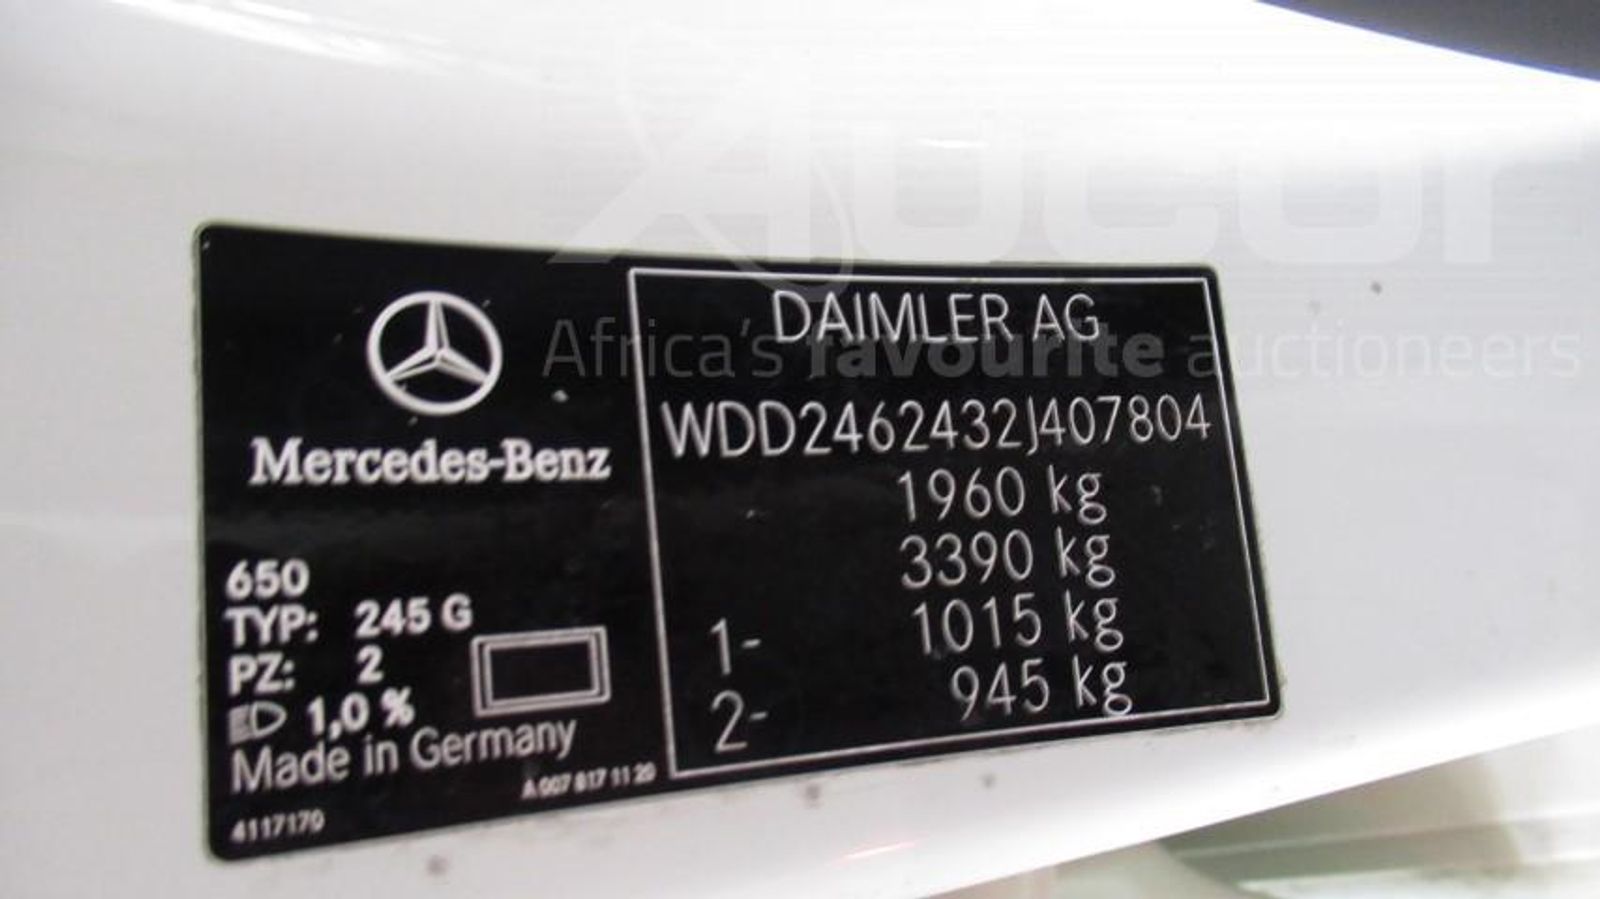 Aucor
Africa's favourite auctioneers
Mercedes-Benz
650
TYP: 245 G
PZ: 2
1,0 %
Made in Germany
A 007 817 11 20
4117170
DAIMLER AG
WDD2462432J407804
1960 kg
3390 kg
1- 1015 kg
2- 945 kg